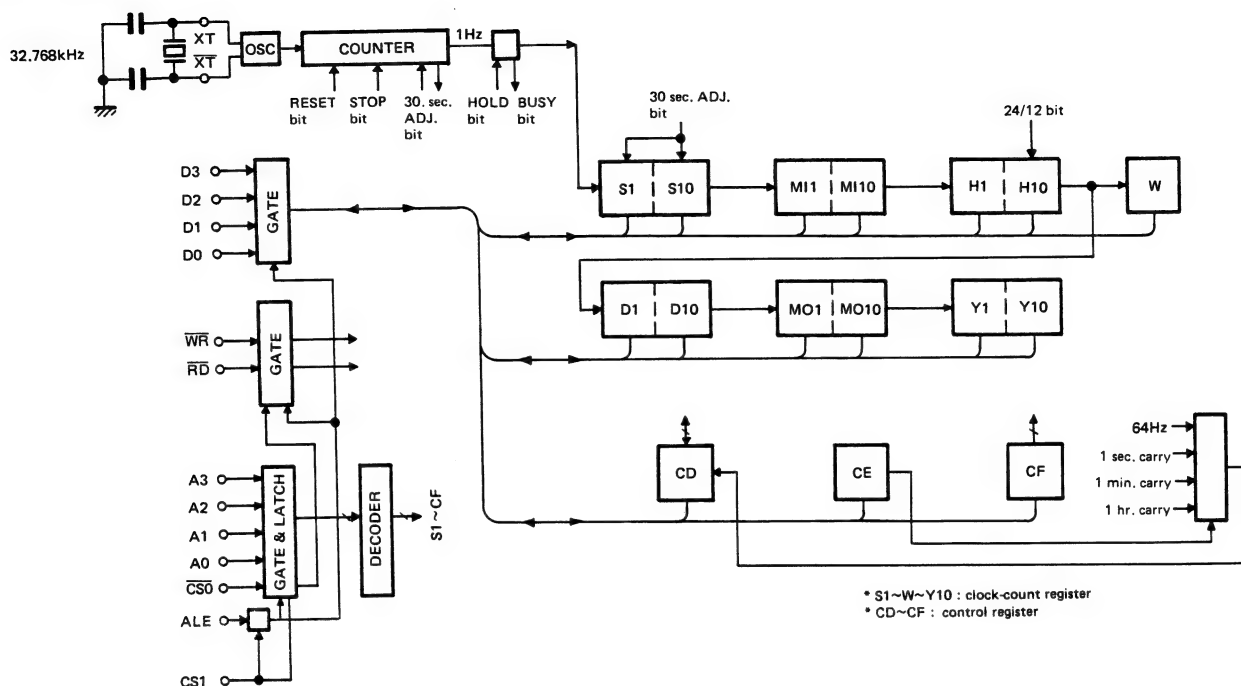 32.768kHz
XT
X̅T̅
OSC
COUNTER
1Hz
RESET
bit
STOP
bit
30. sec.
ADJ.
bit
HOLD
bit
BUSY
bit
30 sec. ADJ.
bit
24/12 bit
S1 S10
MI1 MI10
H1 H10
W
D3
D2
D1
D0
GATE
D1 D10
MO1 MO10
Y1 Y10
W̅R̅
R̅D̅
GATE
A3
A2
A1
A0
C̅S̅0̅
ALE
CS1
GATE & LATCH
DECODER
S1~CF
CD
CE
CF
64Hz
1 sec. carry
1 min. carry
1 hr. carry
* S1~W~Y10 : clock-count register
* CD~CF : control register